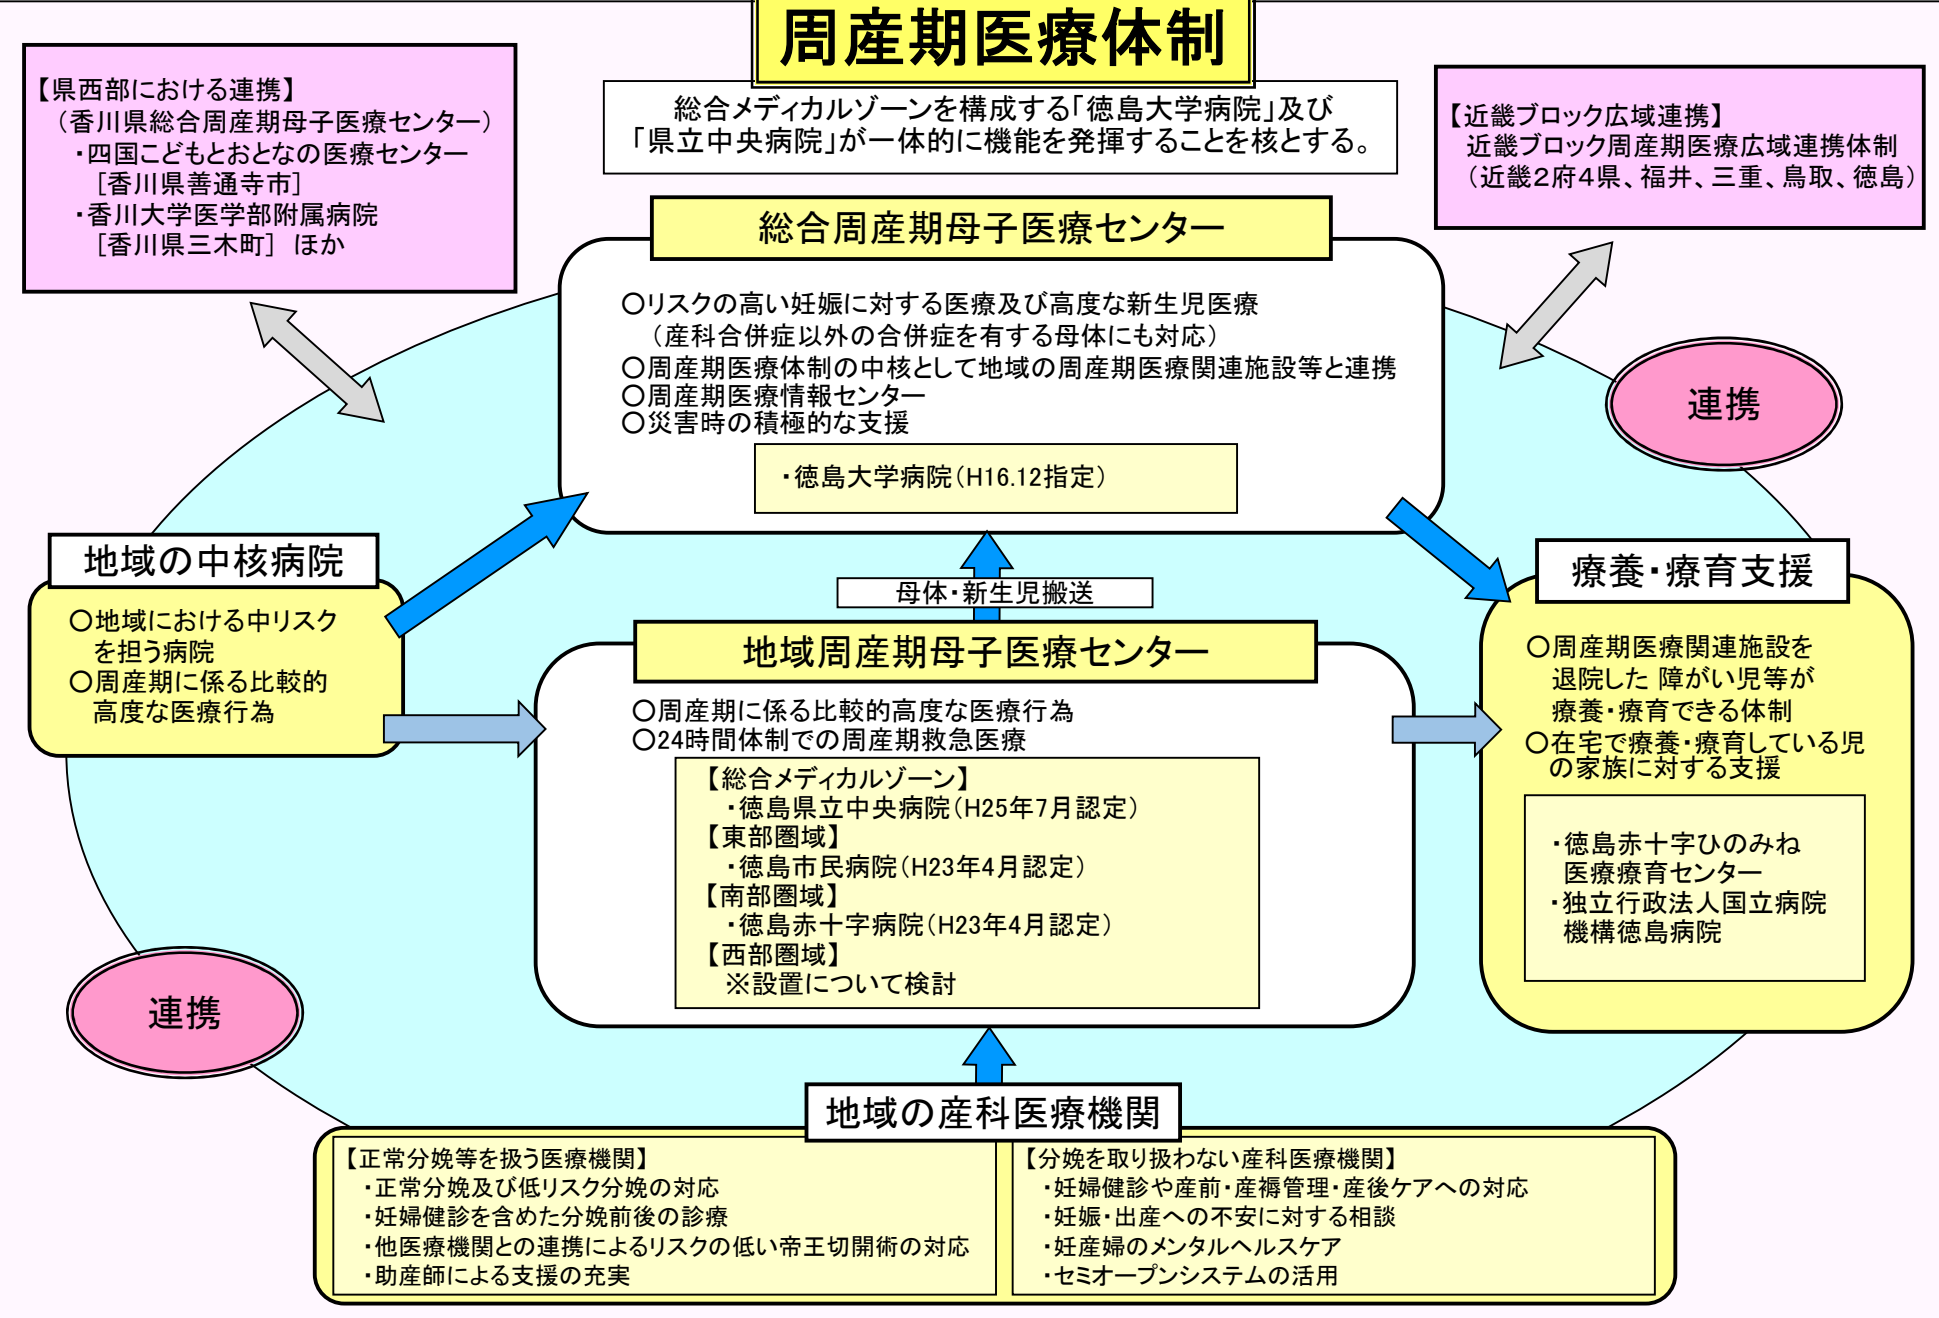 周産期医療体制
【県西部における連携】
（香川県総合周産期母子医療センター）
・四国こどもとおとなの医療センター
［香川県善通寺市］
・香川大学医学部附属病院
［香川県三木町］ ほか
総合メディカルゾーンを構成する「徳島大学病院」及び
「県立中央病院」が一体的に機能を発揮することを核とする。
【近畿ブロック広域連携】
近畿ブロック周産期医療広域連携体制
（近畿２府４県、福井、三重、鳥取、徳島）
総合周産期母子医療センター
○リスクの高い妊娠に対する医療及び高度な新生児医療
（産科合併症以外の合併症を有する母体にも対応）
○周産期医療体制の中核として地域の周産期医療関連施設等と連携
○周産期医療情報センター
○災害時の積極的な支援
・徳島大学病院（H16.12指定）
連携
地域の中核病院
○地域における中リスク
を担う病院
○周産期に係る比較的
高度な医療行為
母体・新生児搬送
地域周産期母子医療センター
○周産期に係る比較的高度な医療行為
○24時間体制での周産期救急医療
【総合メディカルゾーン】
・徳島県立中央病院（H25年7月認定）
【東部圏域】
・徳島市民病院（H23年4月認定）
【南部圏域】
・徳島赤十字病院（H23年4月認定）
【西部圏域】
※設置について検討
療養・療育支援
○周産期医療関連施設を
退院した 障がい児等が
療養・療育できる体制
○在宅で療養・療育している児
の家族に対する支援
・徳島赤十字ひのみね
医療療育センター
・独立行政法人国立病院
機構徳島病院
連携
地域の産科医療機関
【正常分娩等を扱う医療機関】
・正常分娩及び低リスク分娩の対応
・妊婦健診を含めた分娩前後の診療
・他医療機関との連携によるリスクの低い帝王切開術の対応
・助産師による支援の充実
【分娩を取り扱わない産科医療機関】
・妊婦健診や産前・産褥管理・産後ケアへの対応
・妊娠・出産への不安に対する相談
・妊産婦のメンタルヘルスケア
・セミオープンシステムの活用